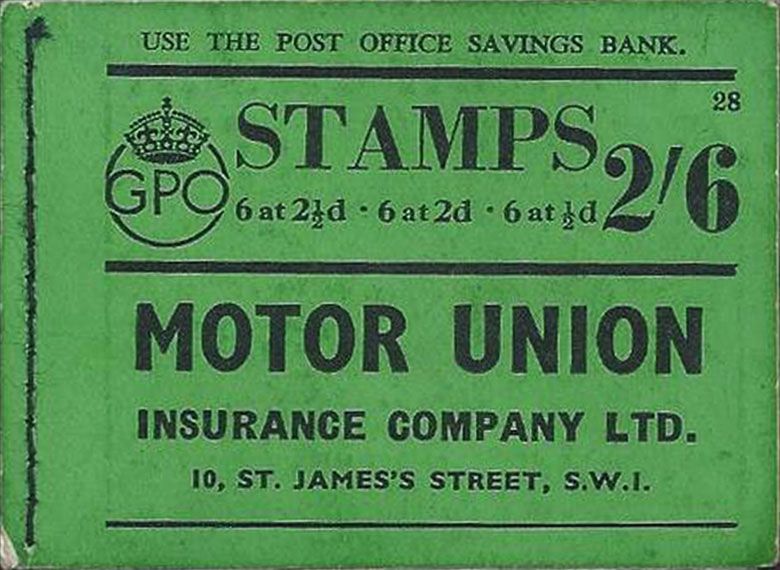 USE THE POST OFFICE SAVINGS BANK.
28
GPO
STAMPS
6 at 2½d · 6 at 2d · 6 at ½d
2/6
MOTOR UNION
INSURANCE COMPANY LTD.
10, ST. JAMES'S STREET, S.W.1.